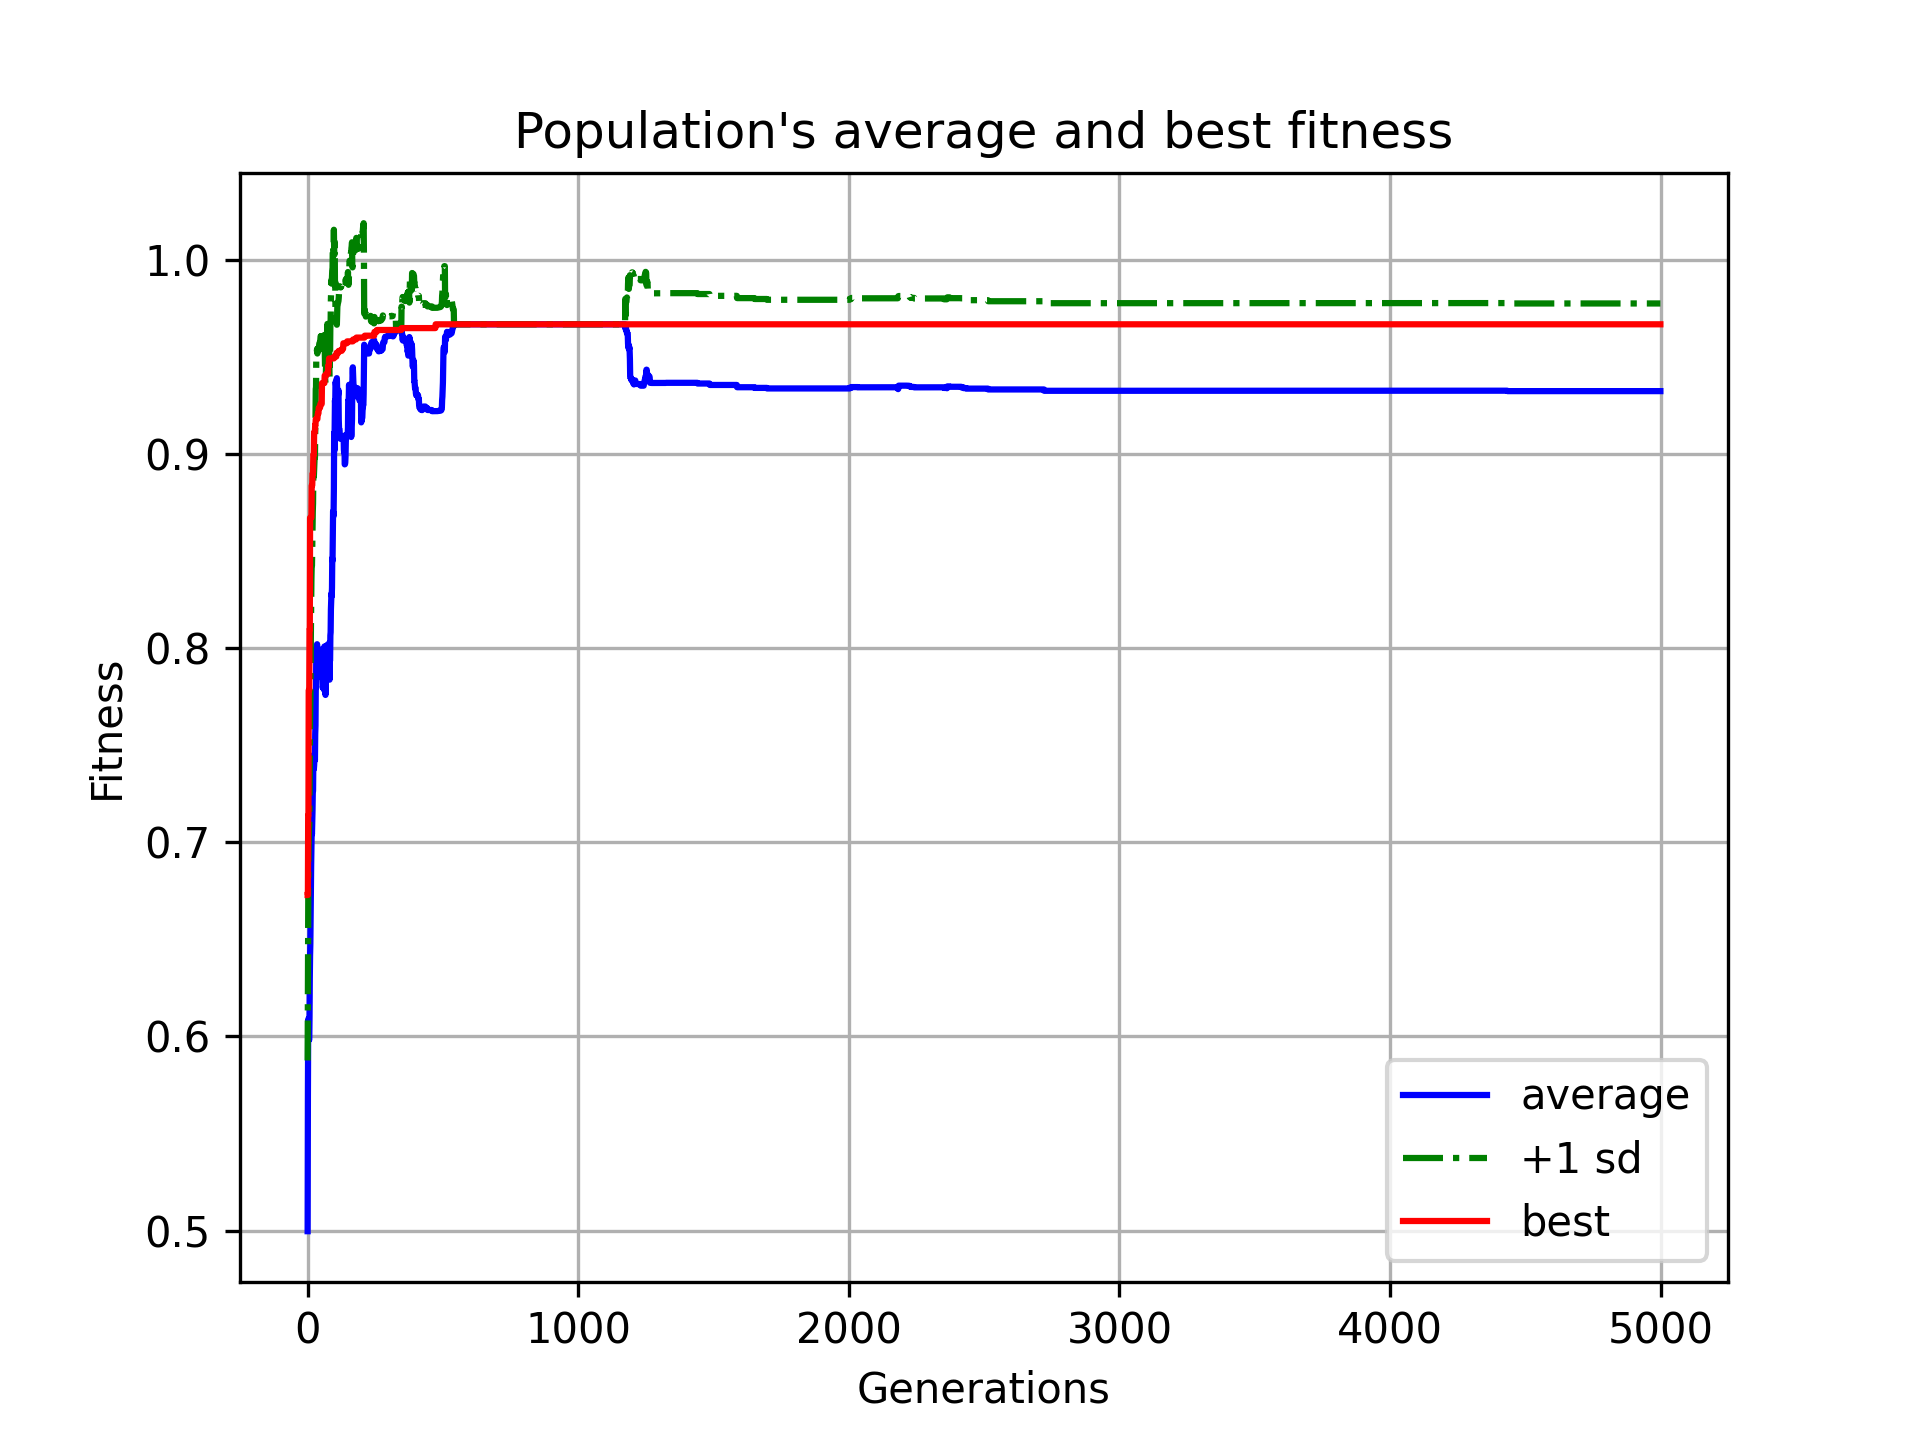 Population's average and best fitness
1.0
0.9
0.8
0.7
0.6
0.5
Fitness
0 1000 2000 3000 4000 5000
Generations
average
+1 sd
best